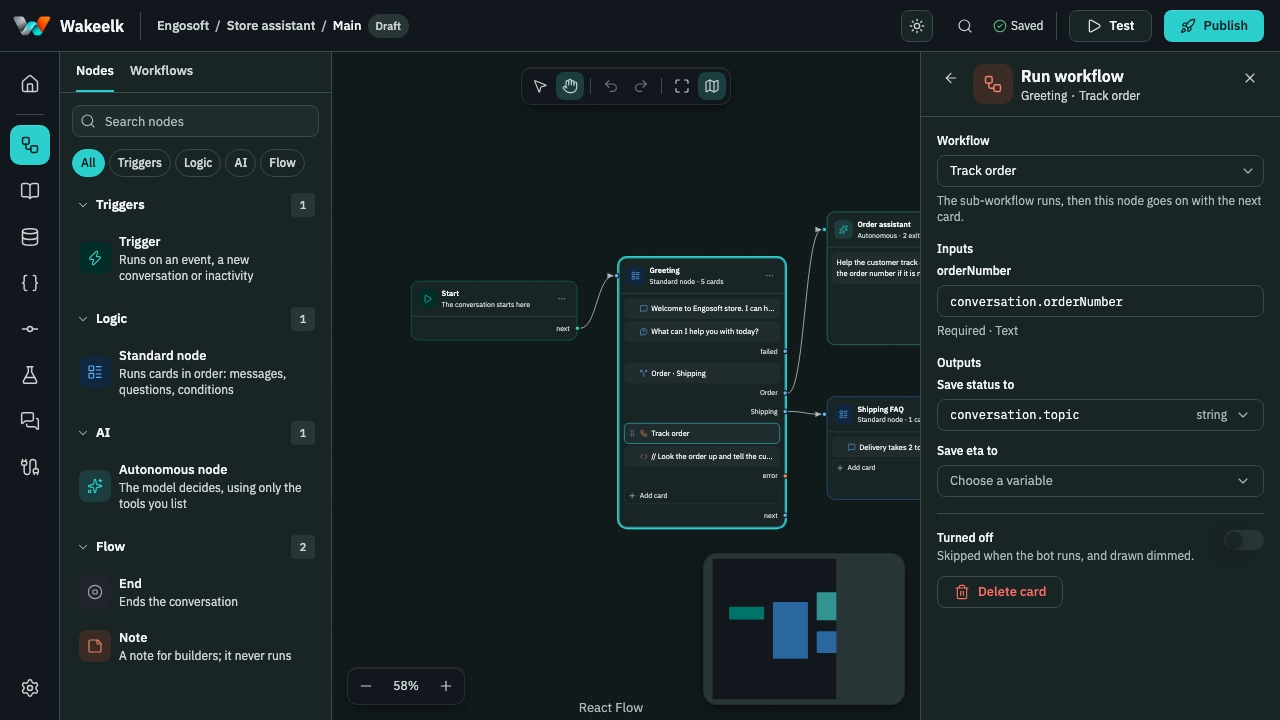 Wakeelk
Engosoft / Store assistant / Main Draft
Saved
Test
Publish
Nodes Workflows
Search nodes
All Triggers Logic AI Flow
Triggers 1
Trigger
Runs on an event, a new
conversation or inactivity
Logic 1
Standard node
Runs cards in order: messages,
questions, conditions
AI 1
Autonomous node
The model decides, using only the
tools you list
Flow 2
End
Ends the conversation
Note
A note for builders; it never runs
Start
The conversation starts here
next
Greeting
Standard node · 5 cards
Welcome to Engosoft store. I can h...
What can I help you with today?
failed
Order · Shipping
Order
Shipping
Track order
// Look the order up and tell the cu...
error
Add card
next
Order assistant
Autonomous · 2 exit
Help the customer track
the order number if it is
Shipping FAQ
Standard node · 1 ca
Delivery takes 2 to
Add card
58%
React Flow
Run workflow
Greeting · Track order
Workflow
Track order
The sub-workflow runs, then this node goes on with the next
card.
Inputs
orderNumber
conversation.orderNumber
Required · Text
Outputs
Save status to
conversation.topic string
Save eta to
Choose a variable
Turned off
Skipped when the bot runs, and drawn dimmed.
Delete card